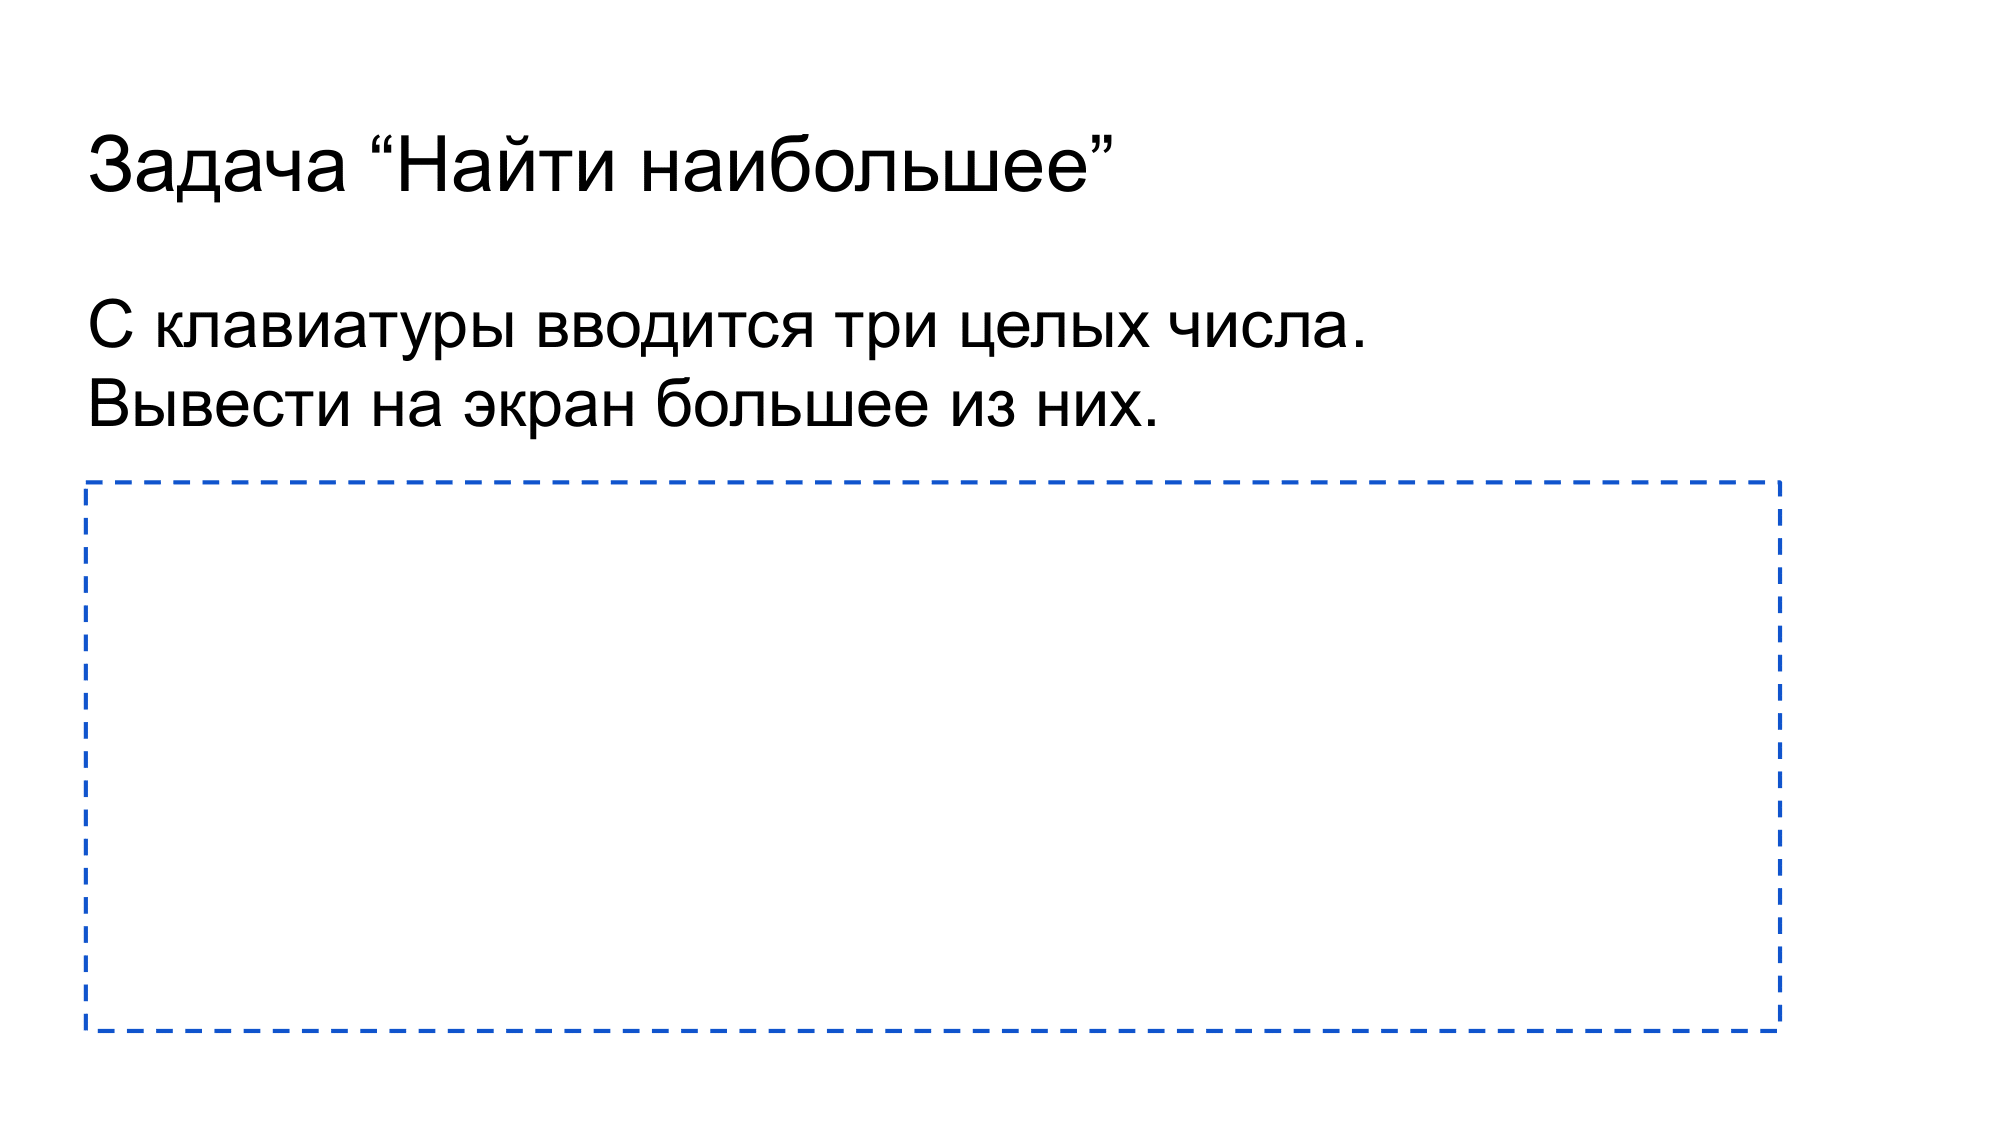 Задача “Найти наибольшее”
С клавиатуры вводится три целых числа.
Вывести на экран большее из них.